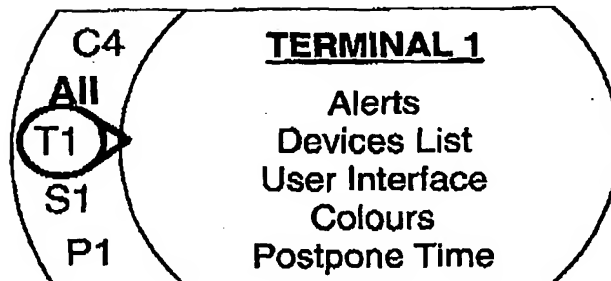 C4
All
T1
S1
P1
TERMINAL 1
Alerts
Devices List
User Interface
Colours
Postpone Time